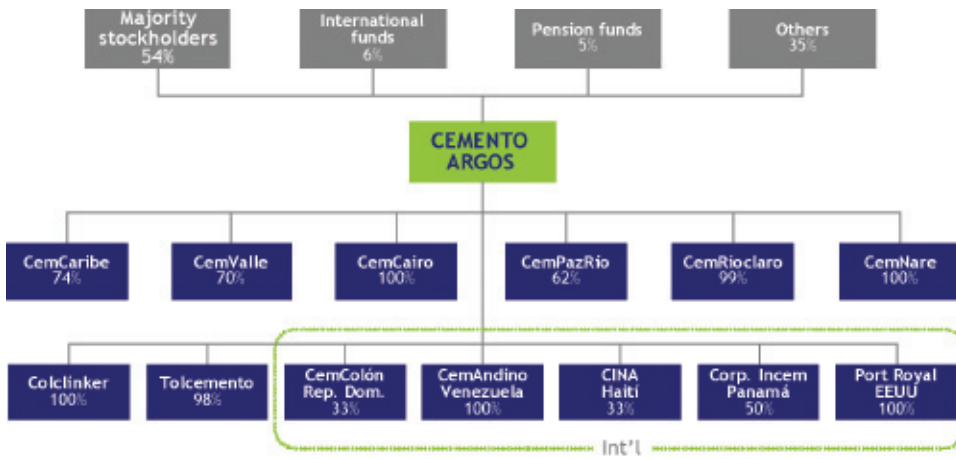 Majority
stockholders
54%
International
funds
6%
Pension funds
5%
Others
35%
CEMENTO
ARGOS
CemCaribe
74%
CemValle
70%
CemCairo
100%
CemPazRio
62%
CemRioclaro
99%
CemNare
100%
Colclinker
100%
Tolcemento
98%
CemColón
Rep. Dom.
33%
CemAndino
Venezuela
100%
CINA
Haití
33%
Corp. Incem
Panamá
50%
Port Royal
EEUU
100%
Int'l